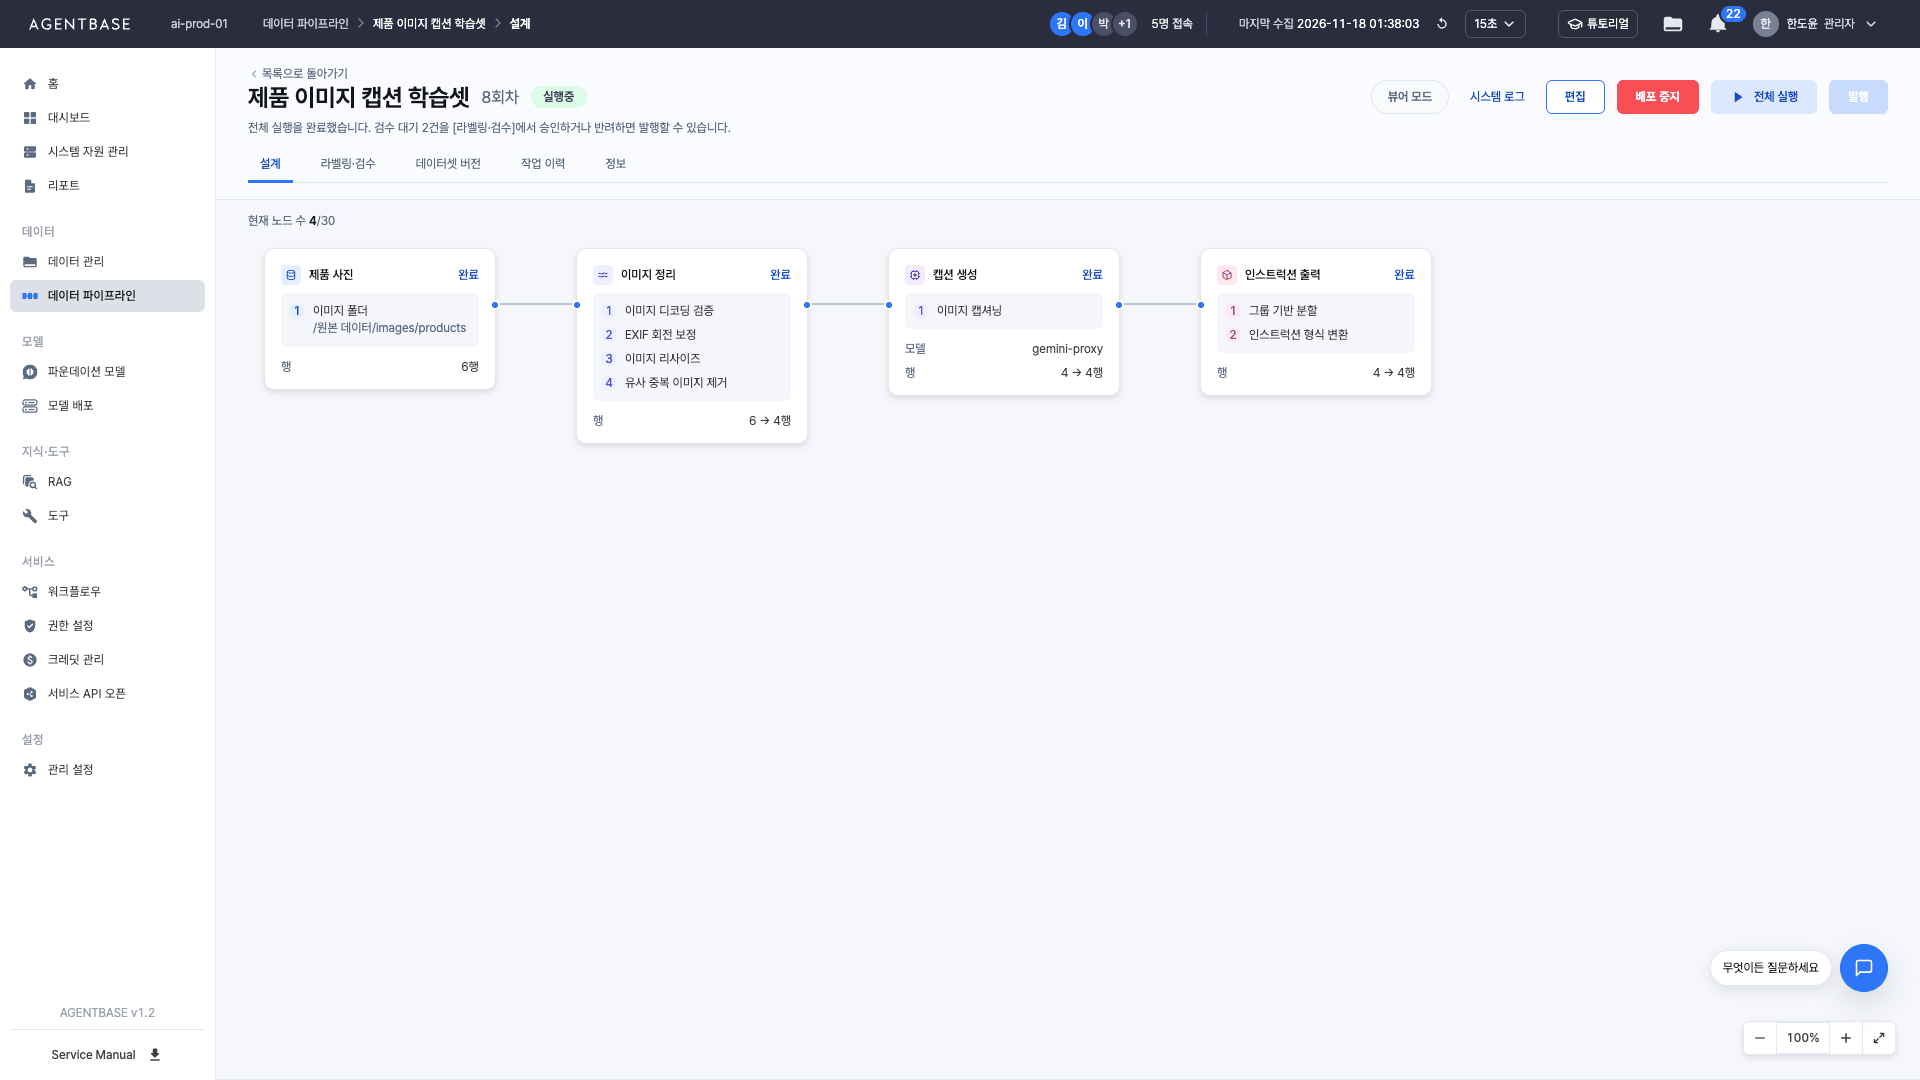 AGENTBASE
ai-prod-01
데이터 파이프라인 > 제품 이미지 캡션 학습셋 > 설계
김 이 박 +1 5명 접속
마지막 수집 2026-11-18 01:38:03
15초
튜토리얼
22
한 한도윤 관리자
홈
대시보드
시스템 자원 관리
리포트
데이터
데이터 관리
데이터 파이프라인
모델
파운데이션 모델
모델 배포
지식·도구
RAG
도구
서비스
워크플로우
권한 설정
크레딧 관리
서비스 API 오픈
설정
관리 설정
AGENTBASE v1.2
Service Manual
목록으로 돌아가기
제품 이미지 캡션 학습셋 8회차 실행중
전체 실행을 완료했습니다. 검수 대기 2건을 [라벨링·검수]에서 승인하거나 반려하면 발행할 수 있습니다.
뷰어 모드
시스템 로그
편집
배포 중지
전체 실행
발행
설계
라벨링·검수
데이터셋 버전
작업 이력
정보
현재 노드 수 4/30
제품 사진 완료
1 이미지 폴더
/원본 데이터/images/products
행 6행
이미지 정리 완료
1 이미지 디코딩 검증
2 EXIF 회전 보정
3 이미지 리사이즈
4 유사 중복 이미지 제거
행 6 → 4행
캡션 생성 완료
1 이미지 캡셔닝
모델 gemini-proxy
행 4 → 4행
인스트럭션 출력 완료
1 그룹 기반 분할
2 인스트럭션 형식 변환
행 4 → 4행
무엇이든 질문하세요
100%